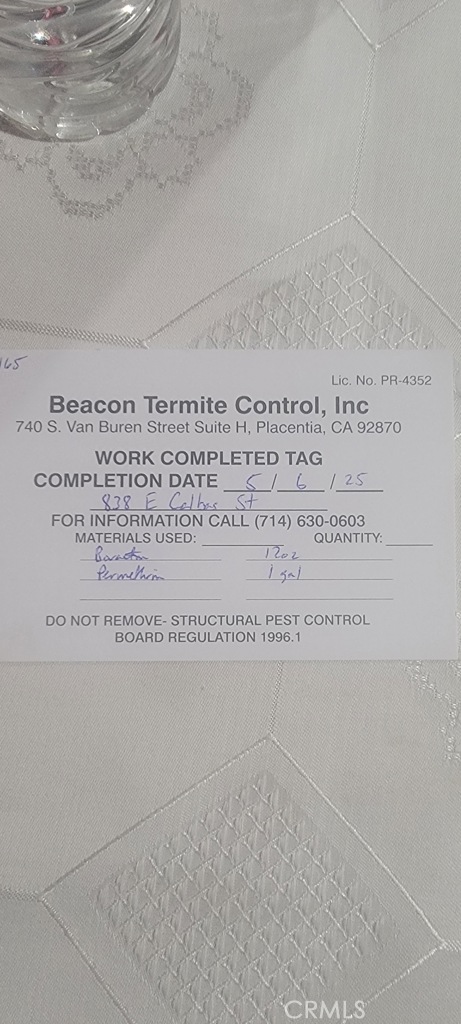 165
Lic. No. PR-4352
Beacon Termite Control, Inc
740 S. Van Buren Street Suite H, Placentia, CA 92870
WORK COMPLETED TAG
COMPLETION DATE 5 / 6 / 25
838 E St
FOR INFORMATION CALL (714) 630-0603
MATERIALS USED: QUANTITY:
12oz
Permethrin 1 gal
DO NOT REMOVE- STRUCTURAL PEST CONTROL
BOARD REGULATION 1996.1
CRMLS